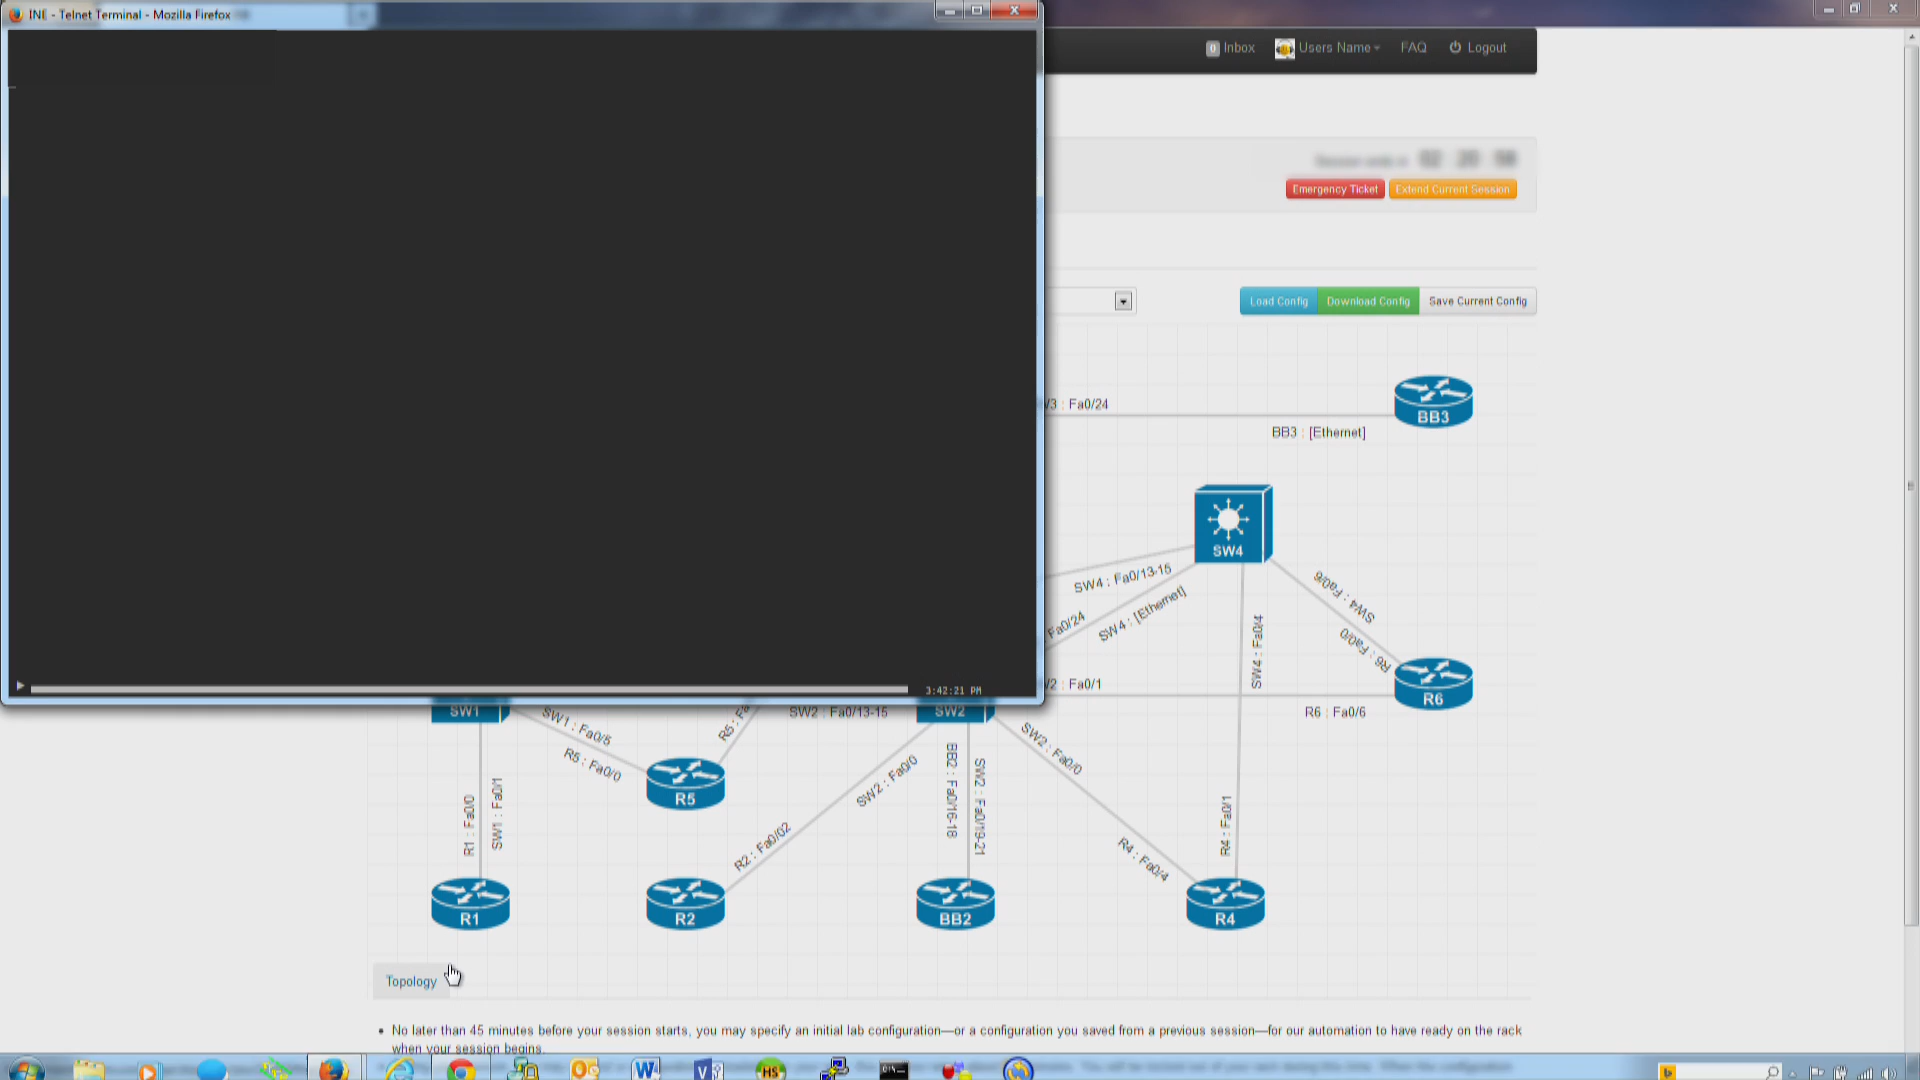 INE - Telnet Terminal - Mozilla Firefox
0 Inbox Users Name FAQ Logout
Session ends in 02 20 58
Emergency Ticket Extend Current Session
Load Config Download Config Save Current Config
: Fa0/24
BB3 : [Ethernet]
BB3
SW4
SW4 : Fa0/13-15
SW4 : [Ethernet]
Fa0/24
SW4 : Fa0/6
R6 : Fa0/0
SW4 : Fa0/4
: Fa0/1
R6 : Fa0/6
R6
3:42:21 PM
SW1
SW2 : Fa0/13-15
SW2
SW1 : Fa0/5
R5 : Fa0/0
R5
SW2 : Fa0/0
BB2 : Fa0/16-18
SW2 : Fa0/19-21
SW2 : Fa0/0
R1 : Fa0/0
SW1 : Fa0/1
R2 : Fa0/02
R4 : Fa0/4
R4 : Fa0/1
R1
R2
BB2
R4
Topology
No later than 45 minutes before your session starts, you may specify an initial lab configuration—or a configuration you saved from a previous session—for our automation to have ready on the rack
when your session begins.